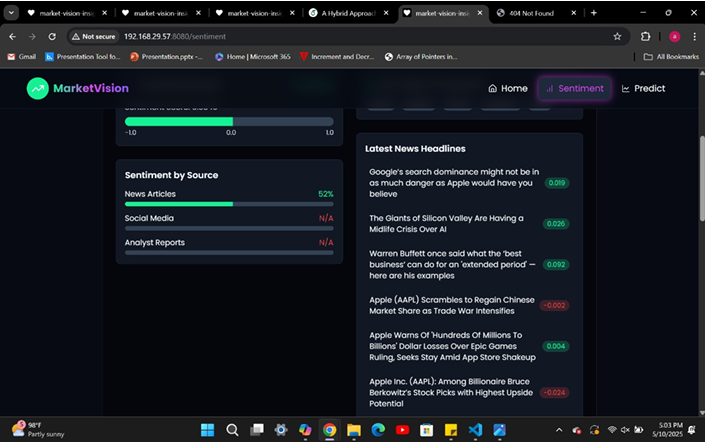 market-vision-insig
market-vision-insig
market-vision-insig
A Hybrid Approach
market-vision-insig
404 Not Found
Not secure
192.168.29.57:8080/sentiment
Gmail
Presentation Tool fo...
Presentation.pptx -...
Home | Microsoft 365
Increment and Decr...
Array of Pointers in...
All Bookmarks
MarketVision
Home
Sentiment
Predict
-1.0
0.0
1.0
Sentiment by Source
News Articles
52%
Social Media
N/A
Analyst Reports
N/A
Latest News Headlines
Google's search dominance might not be in
as much danger as Apple would have you
believe
0.019
The Giants of Silicon Valley Are Having a
Midlife Crisis Over AI
0.026
Warren Buffett once said what the ‘best
business’ can do for an ‘extended period’ —
here are his examples
0.092
Apple (AAPL) Scrambles to Regain Chinese
Market Share as Trade War Intensifies
-0.002
Apple Warns Of 'Hundreds Of Millions To
Billions' Dollar Losses Over Epic Games
Ruling, Seeks Stay Amid App Store Shakeup
0.004
Apple Inc. (AAPL): Among Billionaire Bruce
Berkowitz's Stock Picks with Highest Upside
Potential
-0.024
98°F
Partly sunny
5:03 PM
5/10/2025